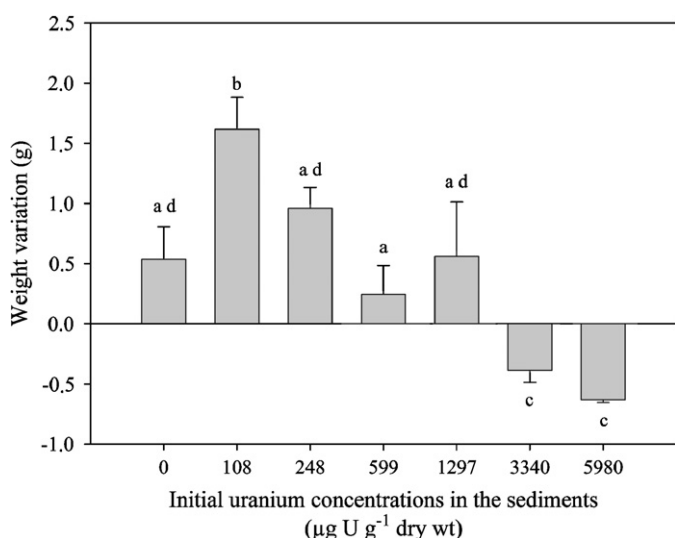 2.5
2.0
1.5
1.0
0.5
0.0
-0.5
-1.0
Weight variation (g)
a d
b
a d
a
a d
c
c
0 108 248 599 1297 3340 5980
Initial uranium concentrations in the sediments
(µg U g⁻¹ dry wt)